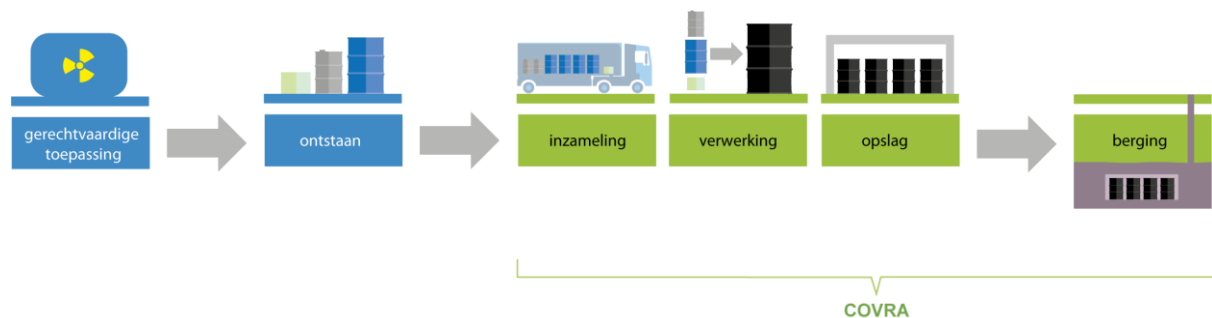 gerechtvaardige
toepassing
ontstaan
inzameling
verwerking
opslag
berging
COVRA